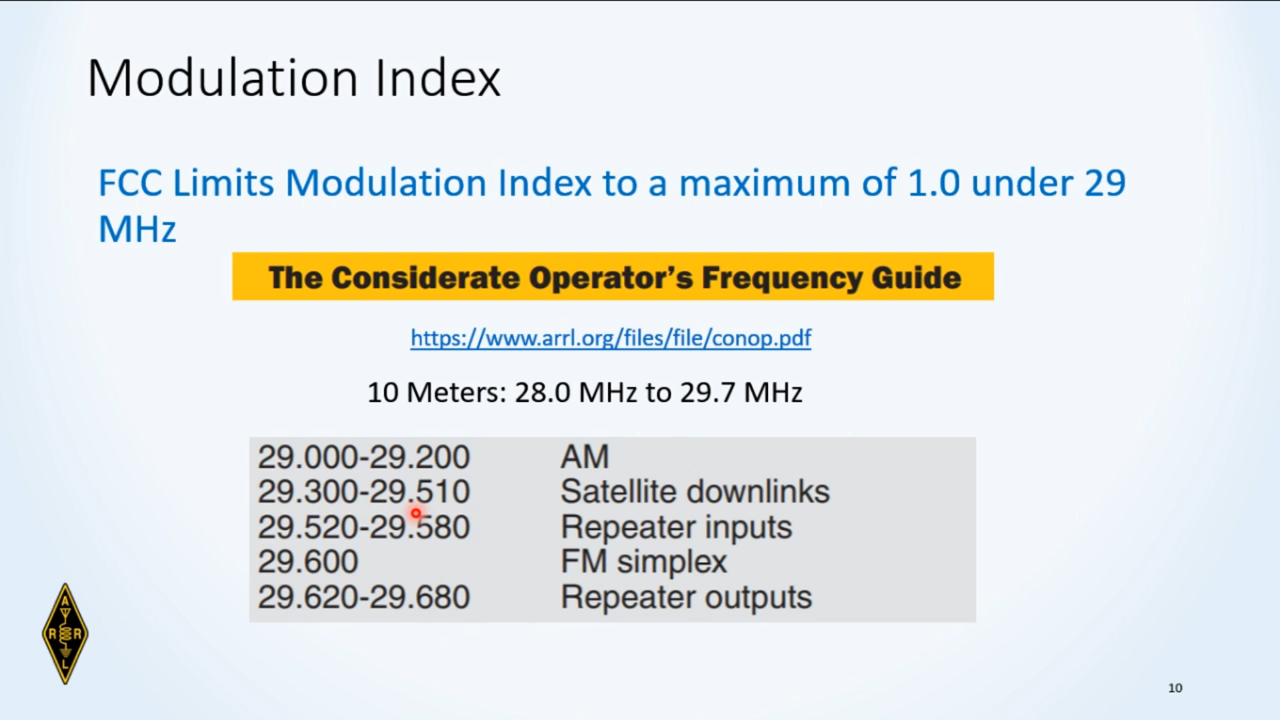 Modulation Index
FCC Limits Modulation Index to a maximum of 1.0 under 29
MHz
The Considerate Operator's Frequency Guide
https://www.arrl.org/files/file/conop.pdf
10 Meters: 28.0 MHz to 29.7 MHz
29.000-29.200 AM
29.300-29.510 Satellite downlinks
29.520-29.580 Repeater inputs
29.600 FM simplex
29.620-29.680 Repeater outputs
A
R R
L
10